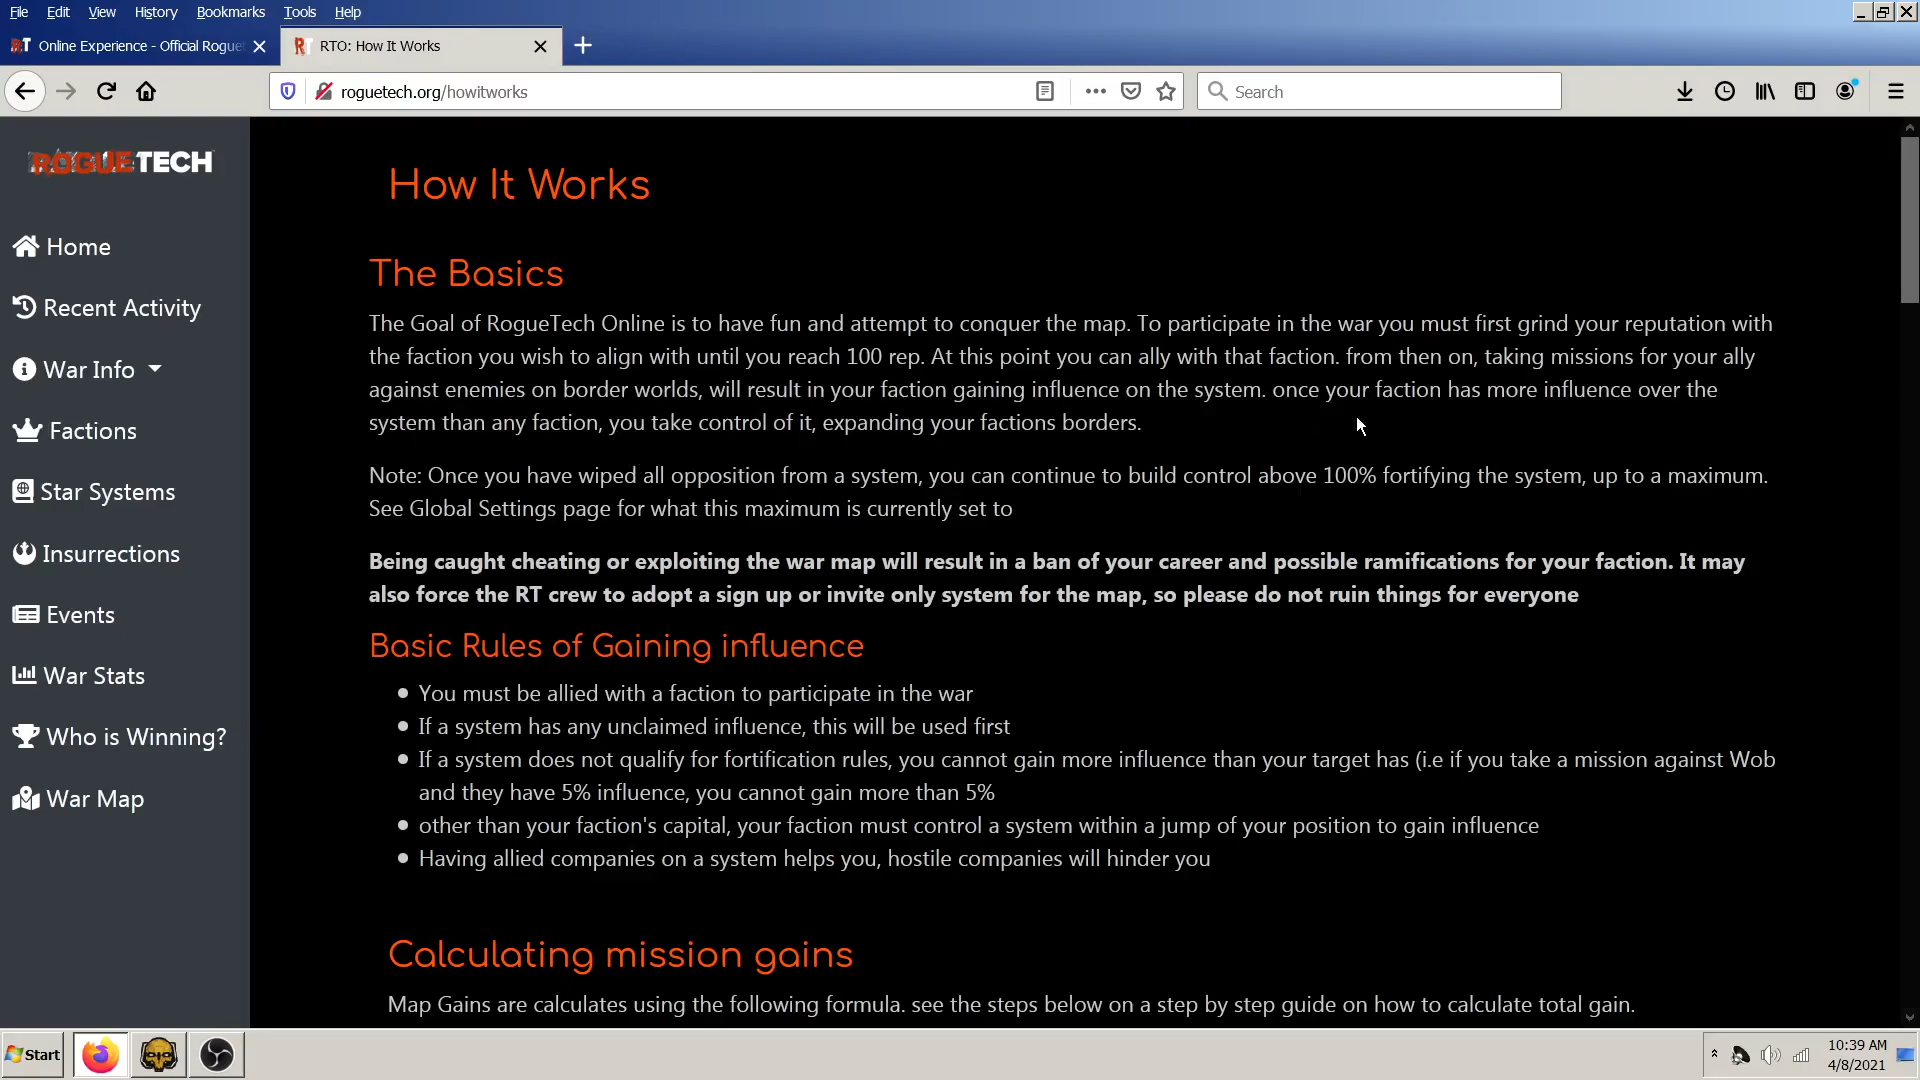 File Edit View History Bookmarks Tools Help
Online Experience - Official Rogue
RTO: How It Works
roguetech.org/howitworks
Search
ROGUETECH
Home
Recent Activity
War Info
Factions
Star Systems
Insurrections
Events
War Stats
Who is Winning?
War Map
How It Works
The Basics
The Goal of RogueTech Online is to have fun and attempt to conquer the map. To participate in the war you must first grind your reputation with
the faction you wish to align with until you reach 100 rep. At this point you can ally with that faction. from then on, taking missions for your ally
against enemies on border worlds, will result in your faction gaining influence on the system. once your faction has more influence over the
system than any faction, you take control of it, expanding your factions borders.
Note: Once you have wiped all opposition from a system, you can continue to build control above 100% fortifying the system, up to a maximum.
See Global Settings page for what this maximum is currently set to
Being caught cheating or exploiting the war map will result in a ban of your career and possible ramifications for your faction. It may
also force the RT crew to adopt a sign up or invite only system for the map, so please do not ruin things for everyone
Basic Rules of Gaining influence
You must be allied with a faction to participate in the war
If a system has any unclaimed influence, this will be used first
If a system does not qualify for fortification rules, you cannot gain more influence than your target has (i.e if you take a mission against Wob
and they have 5% influence, you cannot gain more than 5%
other than your faction's capital, your faction must control a system within a jump of your position to gain influence
Having allied companies on a system helps you, hostile companies will hinder you
Calculating mission gains
Map Gains are calculates using the following formula. see the steps below on a step by step guide on how to calculate total gain.
Start
10:39 AM
4/8/2021